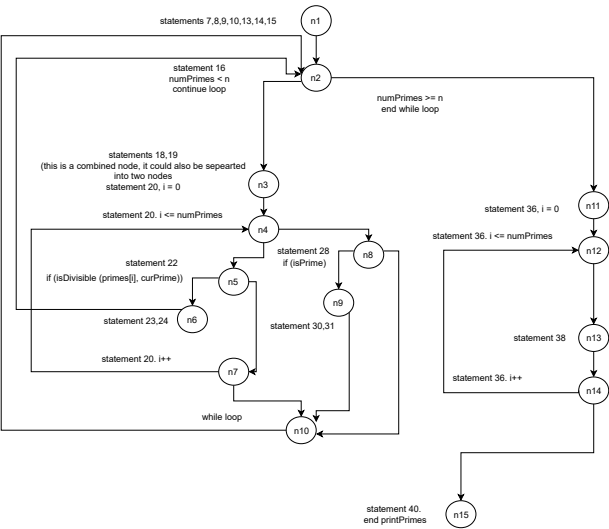 statements 7,8,9,10,13,14,15
n1
statement 16
numPrimes < n
continue loop
n2
numPrimes >= n
end while loop
statements 18,19
(this is a combined node, it could also be sepearted
into two nodes
statement 20, i = 0
n3
n11
statement 36, i = 0
statement 20. i <= numPrimes
n4
statement 36. i <= numPrimes
n12
statement 28
if (isPrime)
n8
statement 22
if (isDivisible (primes[i], curPrime))
n5
n9
n6
statement 23,24
statement 30,31
statement 38
n13
statement 20. i++
n7
statement 36. i++
n14
while loop
n10
statement 40.
end printPrimes
n15